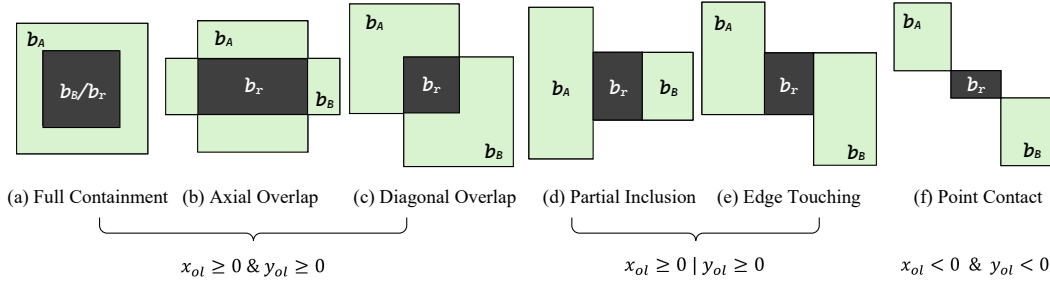 b_A
b_B/b_r
b_A
b_r
b_B
b_A
b_r
b_B
b_A
b_r
b_B
b_A
b_r
b_B
b_A
b_r
b_B
(a) Full Containment (b) Axial Overlap (c) Diagonal Overlap (d) Partial Inclusion (e) Edge Touching (f) Point Contact
x_ol ≥ 0 & y_ol ≥ 0 x_ol ≥ 0 | y_ol ≥ 0 x_ol < 0 & y_ol < 0